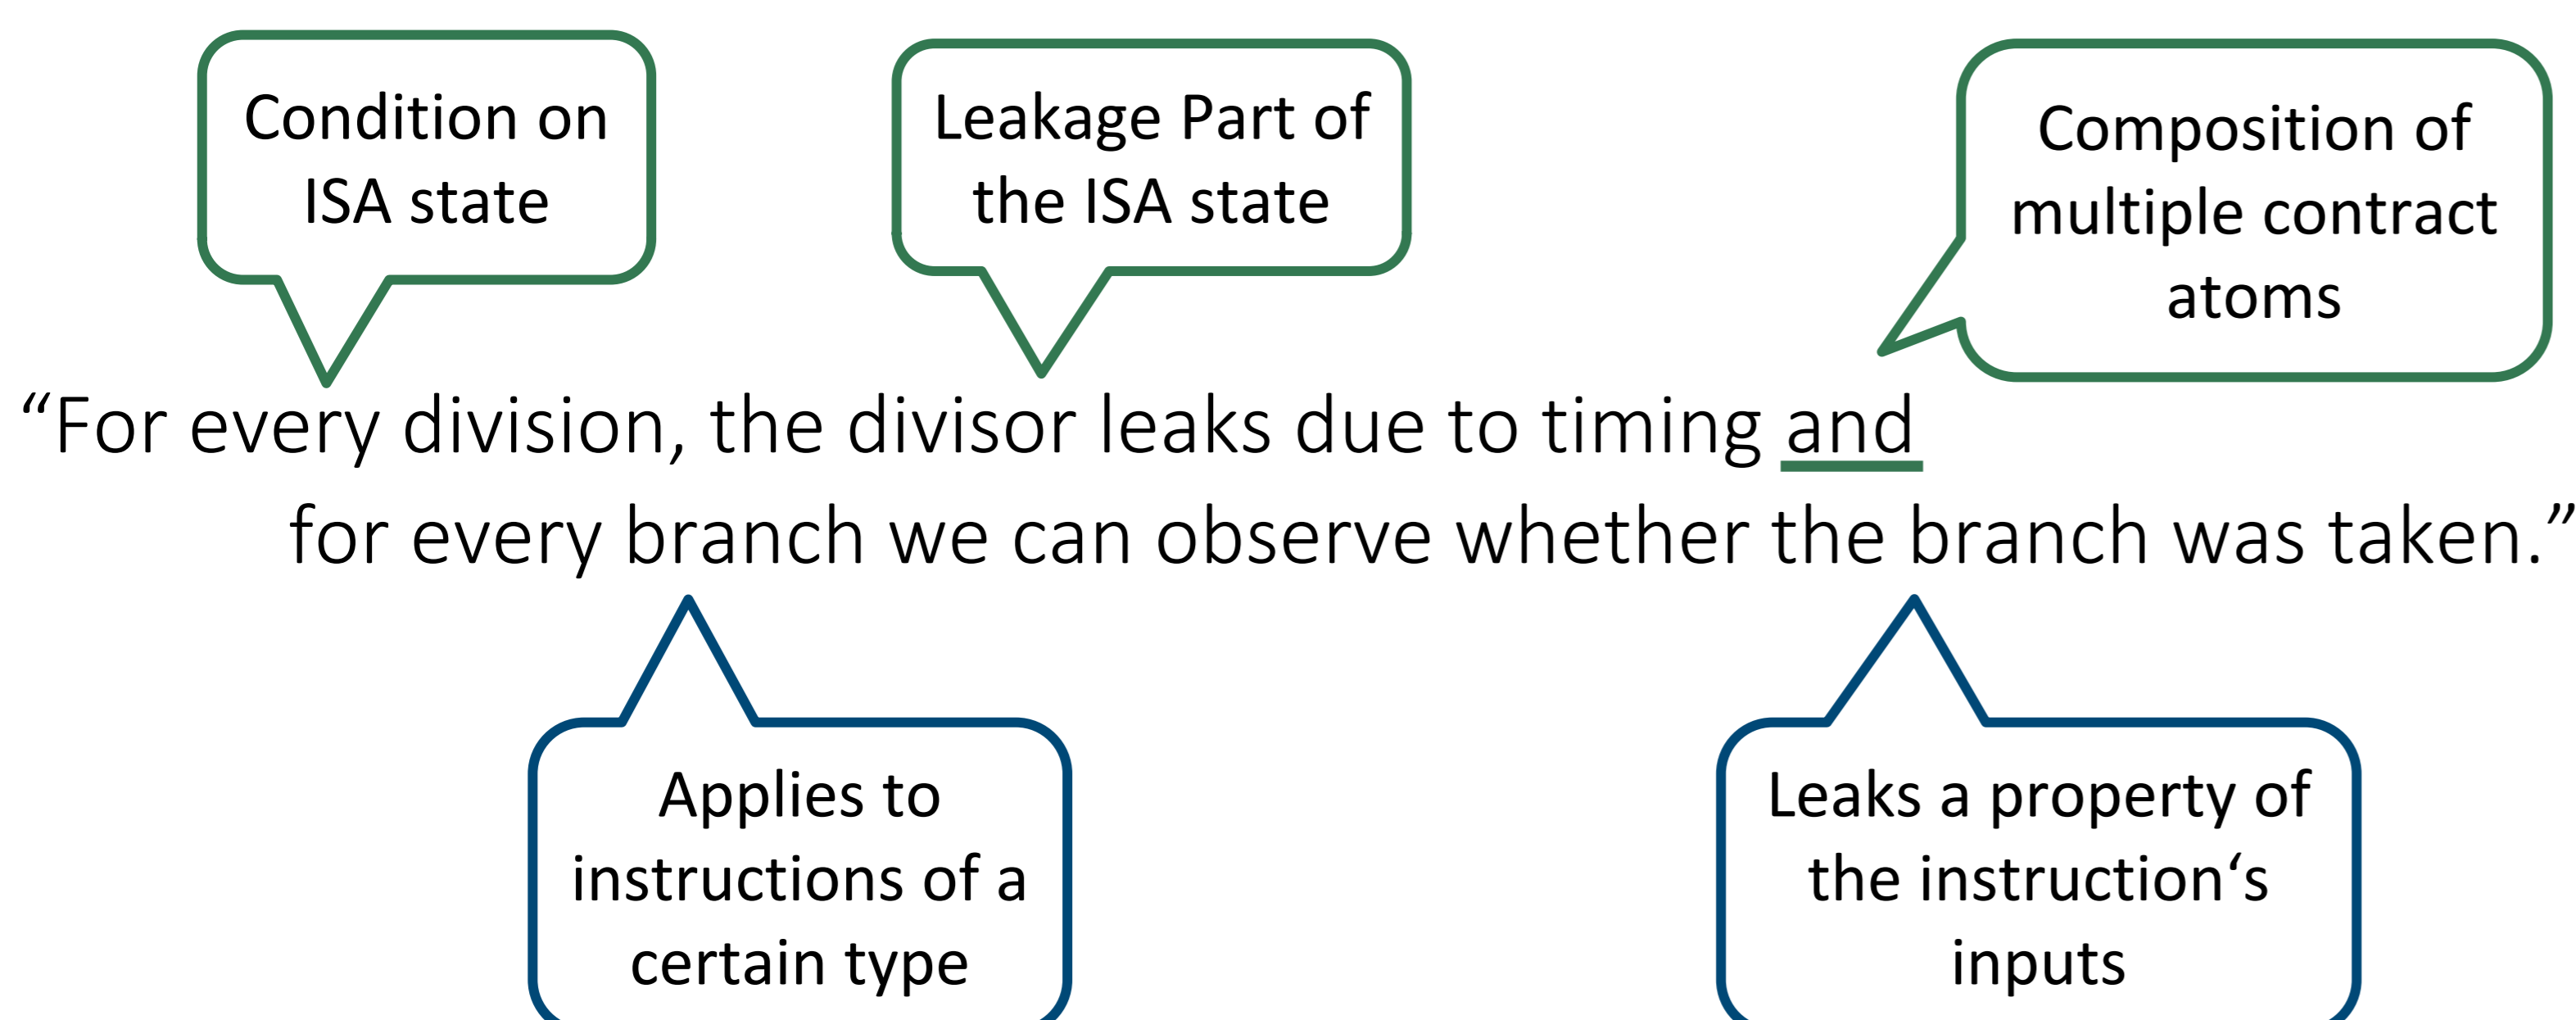 Condition on
ISA state
Leakage Part of
the ISA state
Composition of
multiple contract
atoms
“For every division, the divisor leaks due to timing and
for every branch we can observe whether the branch was taken.”
Applies to
instructions of a
certain type
Leaks a property of
the instruction‘s
inputs